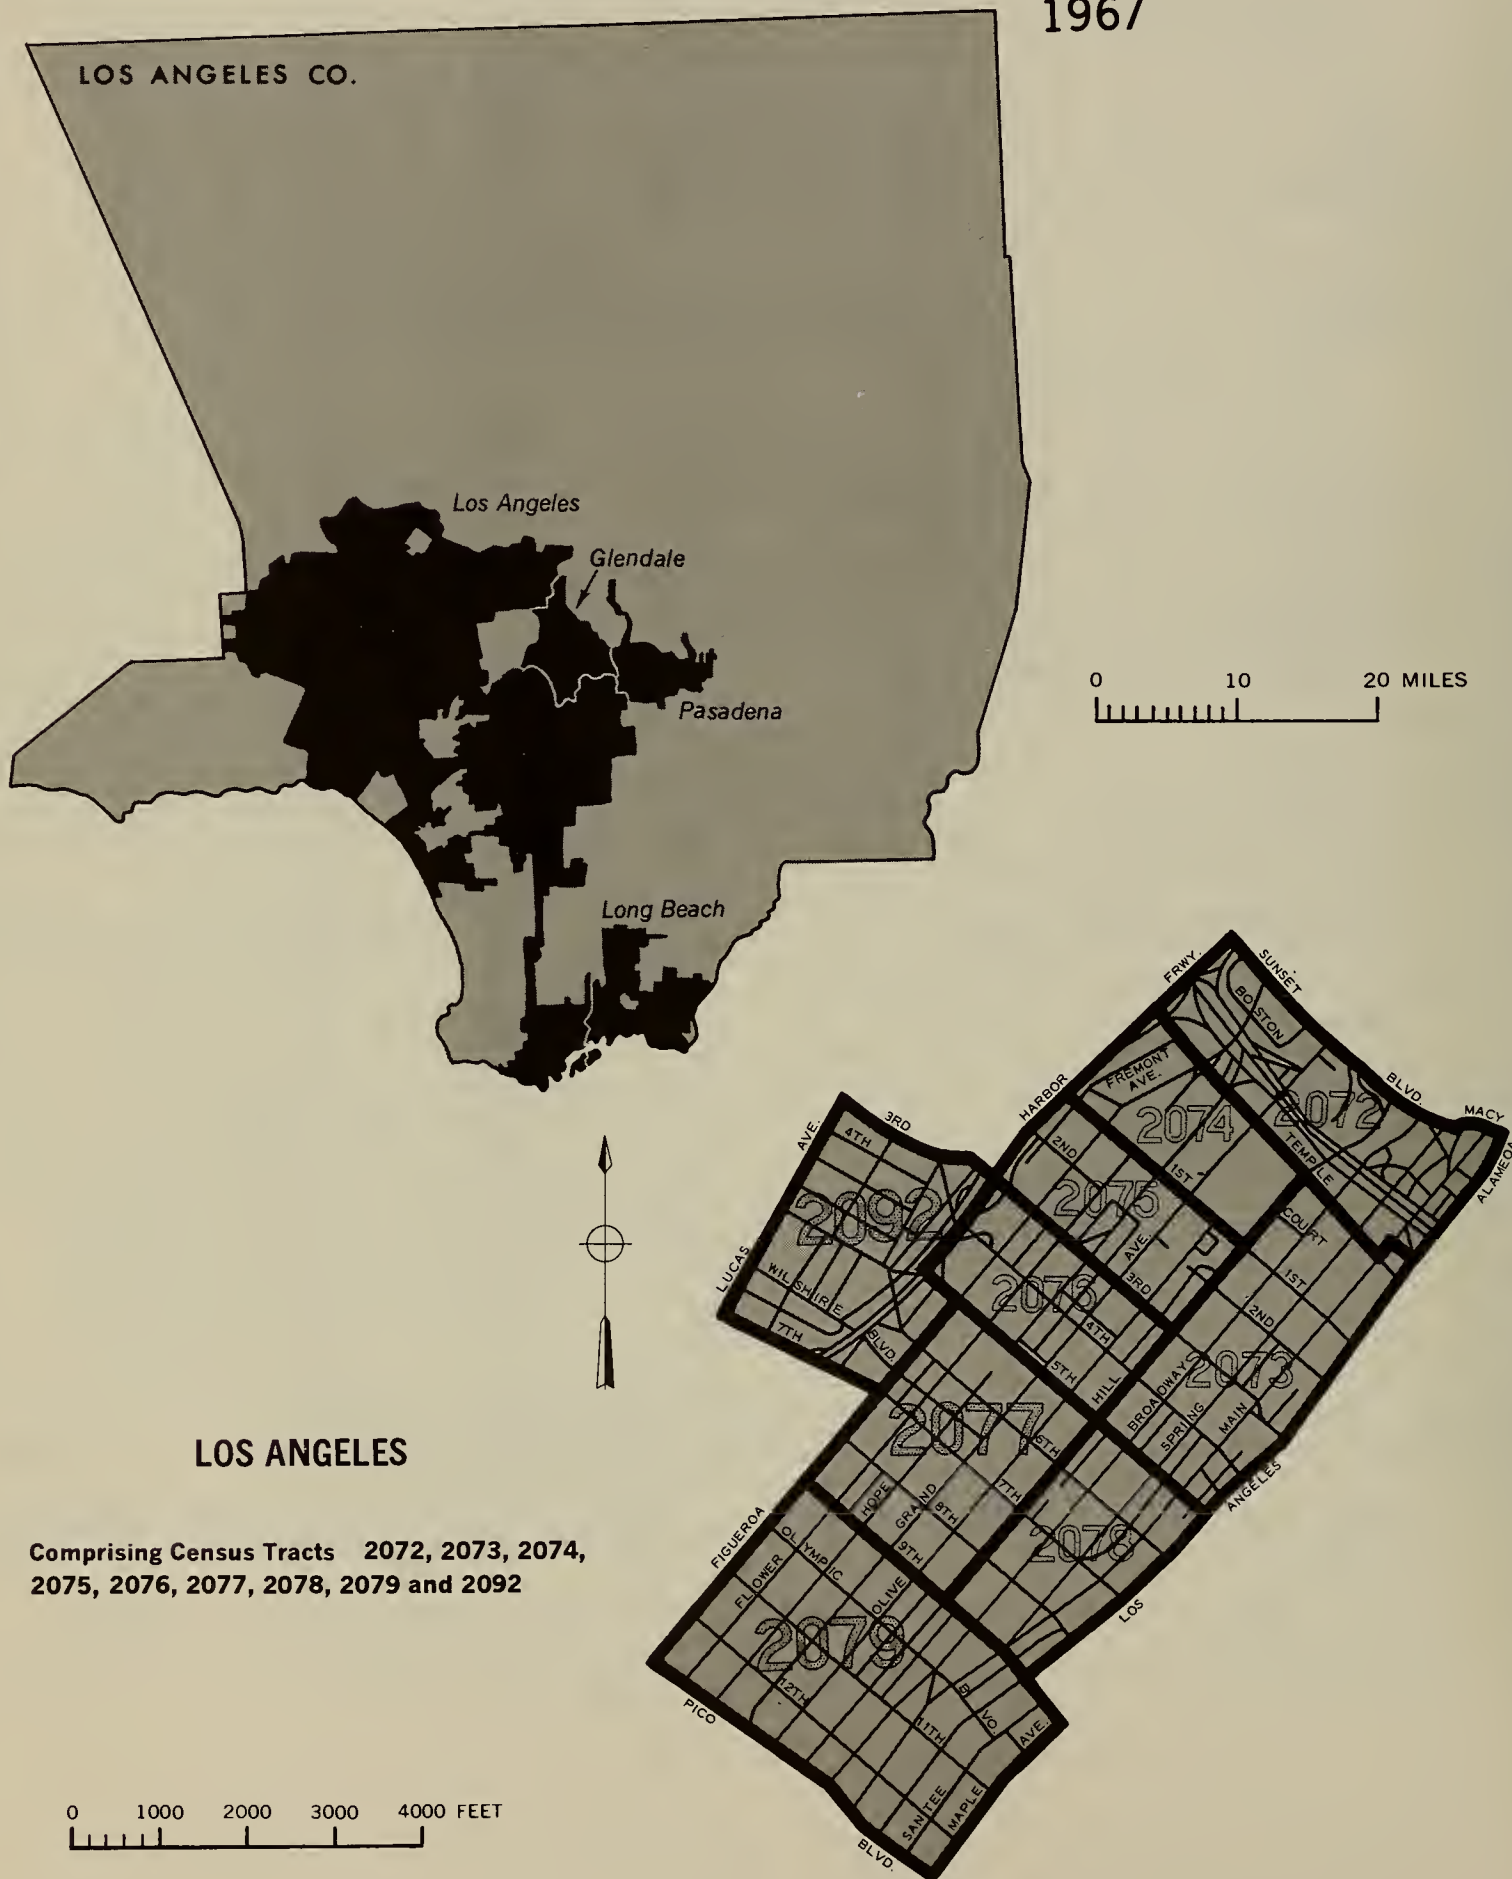 1967
LOS ANGELES CO.
Los Angeles
Glendale
Pasadena
0 10 20 MILES
Long Beach
FRWY.
SUNSET
BOSTON
HARBOR
FREMONT
AVE.
BLVD.
MACY
2072
2074
ALAMEDA
3RD
AVE.
4TH
2ND
1ST
TEMPLE
2092
2075
COURT
AVE.
LUCAS
WILSHIRE
3RD
1ST
2076
2ND
4TH
7TH
BLVD.
5TH
HILL
BROADWAY
2073
SPRING
MAIN
2077
6TH
LOS ANGELES
ANGELES
7TH
HOPE
GRAND
8TH
FIGUEROA
9TH
2078
Comprising Census Tracts 2072, 2073, 2074,
2075, 2076, 2077, 2078, 2079 and 2092
OLYMPIC
FLOWER
OLIVE
LOS
2079
12TH
BLVD.
PICO
11TH
AVE.
SANTEE
MAPLE
0 1000 2000 3000 4000 FEET
BLVD.